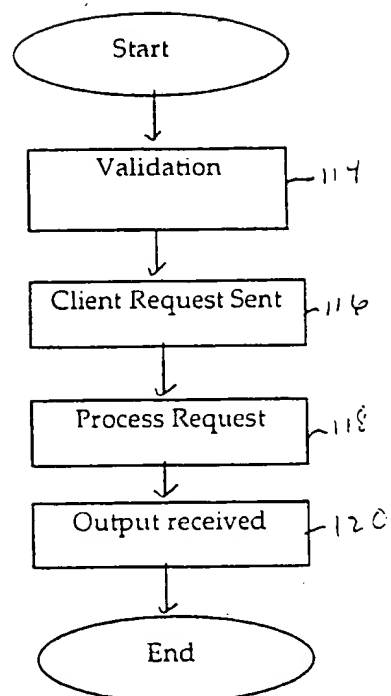 Start
Validation
114
Client Request Sent
116
Process Request
118
Output received
120
End